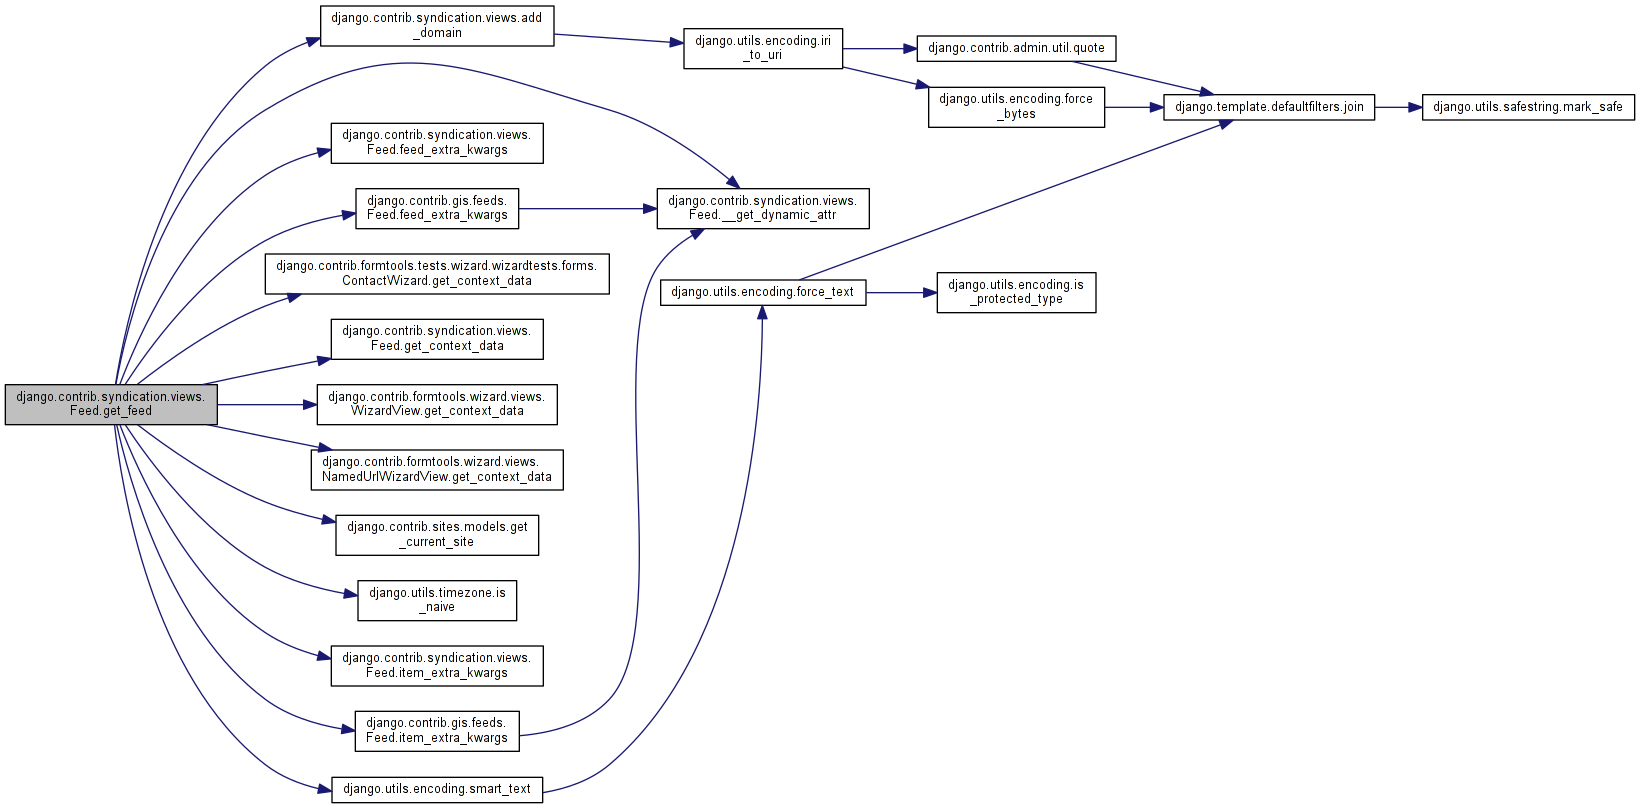 django.contrib.syndication.views.add
_domain
django.utils.encoding.iri
_to_uri
django.contrib.admin.util.quote
django.utils.encoding.force
_bytes
django.template.defaultfilters.join
django.utils.safestring.mark_safe
django.contrib.syndication.views.
Feed.feed_extra_kwargs
django.contrib.gis.feeds.
Feed.feed_extra_kwargs
django.contrib.syndication.views.
Feed.__get_dynamic_attr
django.contrib.formtools.tests.wizard.wizardtests.forms.
ContactWizard.get_context_data
django.utils.encoding.force_text
django.utils.encoding.is
_protected_type
django.contrib.syndication.views.
Feed.get_context_data
django.contrib.syndication.views.
Feed.get_feed
django.contrib.formtools.wizard.views.
WizardView.get_context_data
django.contrib.formtools.wizard.views.
NamedUrlWizardView.get_context_data
django.contrib.sites.models.get
_current_site
django.utils.timezone.is
_naive
django.contrib.syndication.views.
Feed.item_extra_kwargs
django.contrib.gis.feeds.
Feed.item_extra_kwargs
django.utils.encoding.smart_text